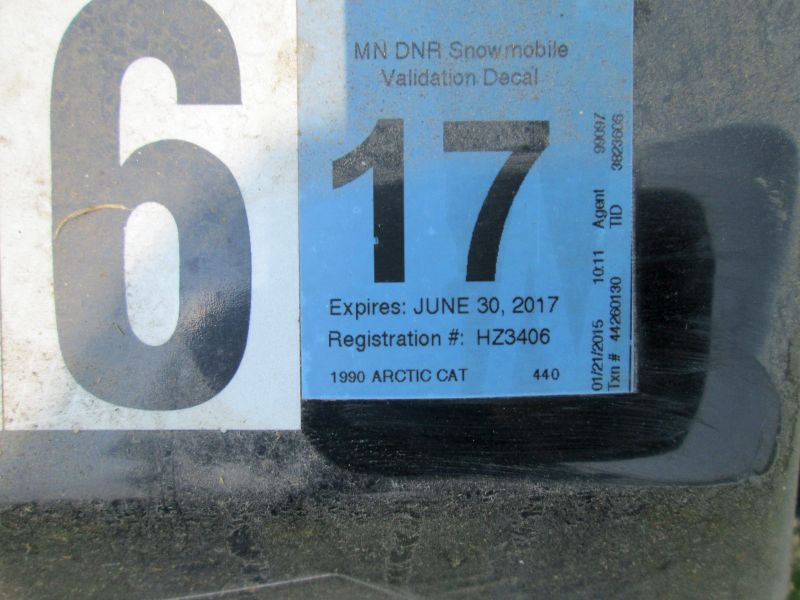 6
MN DNR Snowmobile
Validation Decal
17
Expires: JUNE 30, 2017
Registration #: HZ3406
1990 ARCTIC CAT 440
01/21/2015 10:11 Agent 99097
Txn # 44260130 TID 3823606